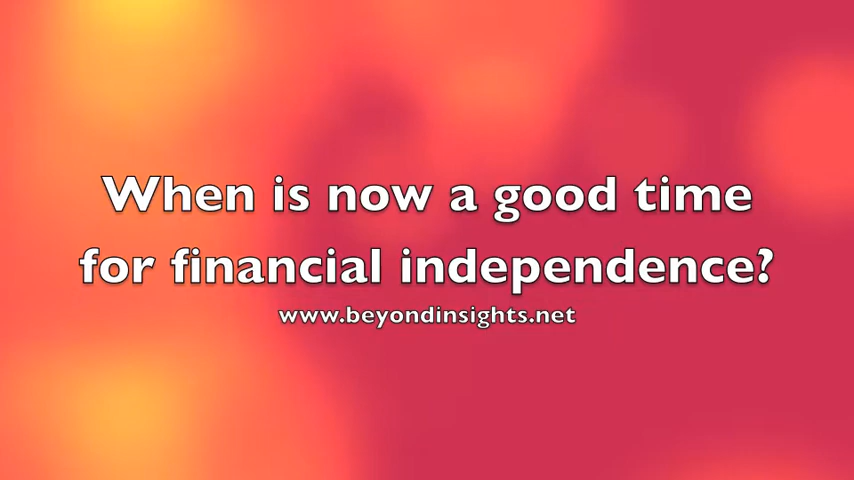 When is now a good time
for financial independence?
www.beyondinsights.net